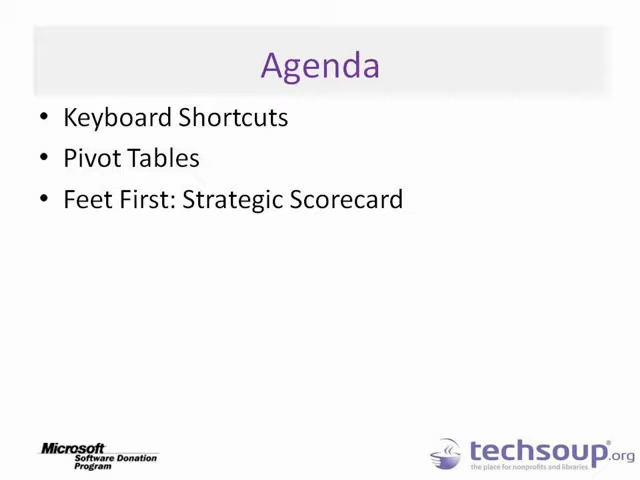 Agenda
• Keyboard Shortcuts
• Pivot Tables
• Feet First: Strategic Scorecard
Microsoft
Software Donation
Program
techsoup.org
the place for nonprofits and libraries